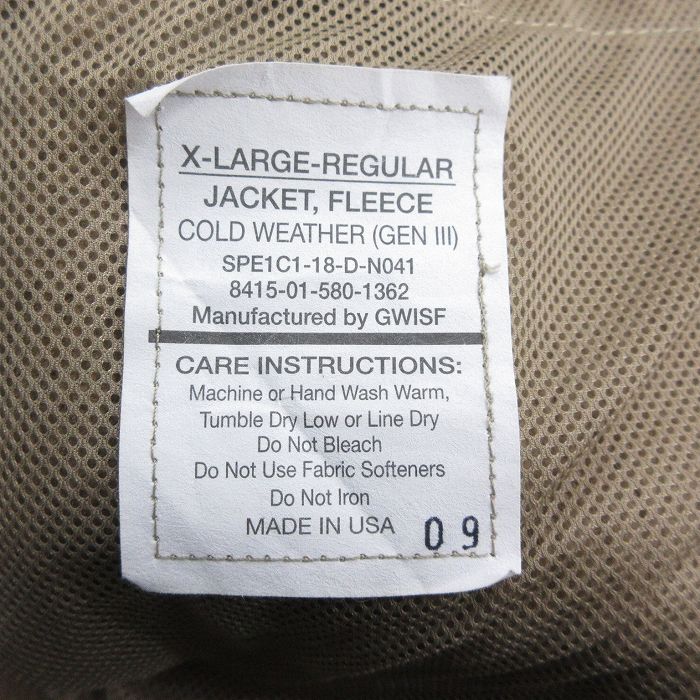 X-LARGE-REGULAR
JACKET, FLEECE
COLD WEATHER (GEN III)
SPE1C1-18-D-N041
8415-01-580-1362
Manufactured by GWISF
CARE INSTRUCTIONS:
Machine or Hand Wash Warm,
Tumble Dry Low or Line Dry
Do Not Bleach
Do Not Use Fabric Softeners
Do Not Iron
MADE IN USA
09